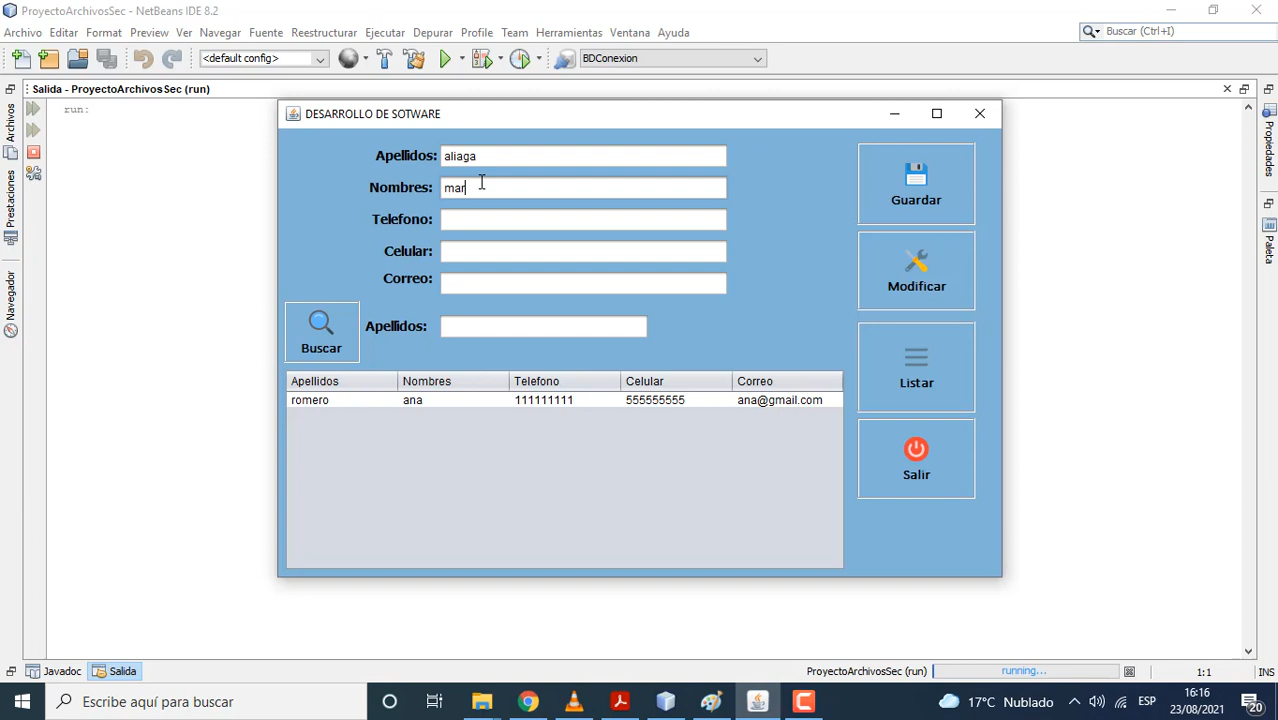 ProyectoArchivosSec - NetBeans IDE 8.2
Archivo Editar Format Preview Ver Navegar Fuente Reestructurar Ejecutar Depurar Profile Team Herramientas Ventana Ayuda
Buscar (Ctrl+I)
<default config>
BDConexion
Salida - ProyectoArchivosSec (run)
run:
Archivos
Prestaciones
Navegador
Propiedades
Paleta
DESARROLLO DE SOTWARE
Apellidos: aliaga
Nombres: mar
Telefono:
Celular:
Correo:
Buscar
Apellidos:
Guardar
Modificar
Listar
Salir
Apellidos Nombres Telefono Celular Correo
romero ana 111111111 555555555 ana@gmail.com
Javadoc Salida
ProyectoArchivosSec (run) running... 1:1 INS
Escribe aquí para buscar
17°C Nublado
ESP
16:16
23/08/2021
20